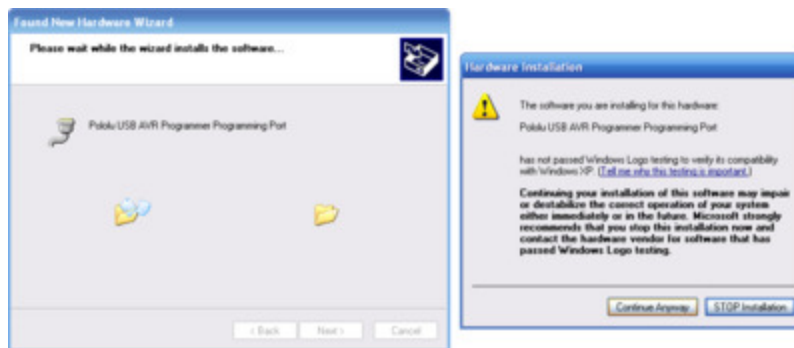 Found New Hardware Wizard
Please wait while the wizard installs the software...
Pololu USB AVR Programmer Programming Port
< Back
Next >
Cancel
Hardware Installation
The software you are installing for this hardware:
Pololu USB AVR Programmer Programming Port
has not passed Windows Logo testing to verify its compatibility
with Windows XP. (Tell me why this testing is important.)
Continuing your installation of this software may impair
or destabilize the correct operation of your system
either immediately or in the future. Microsoft strongly
recommends that you stop this installation now and
contact the hardware vendor for software that has
passed Windows Logo testing.
Continue Anyway
STOP Installation